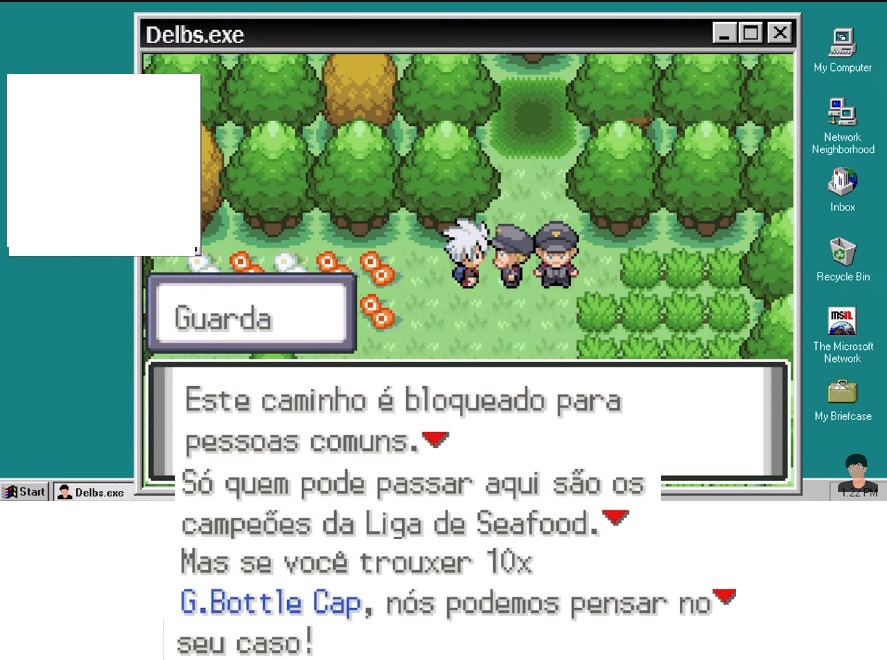 Delbs.exe
My Computer
Network
Neighborhood
Inbox
Recycle Bin
msn.
The Microsoft
Network
My Briefcase
Guarda
Este caminho é bloqueado para
pessoas comuns.
Só quem pode passar aqui são os
campeões da Liga de Seafood.
Mas se você trouxer 10x
G.Bottle Cap, nós podemos pensar no
seu caso!
Start
Delbs.exe
1:22 PM